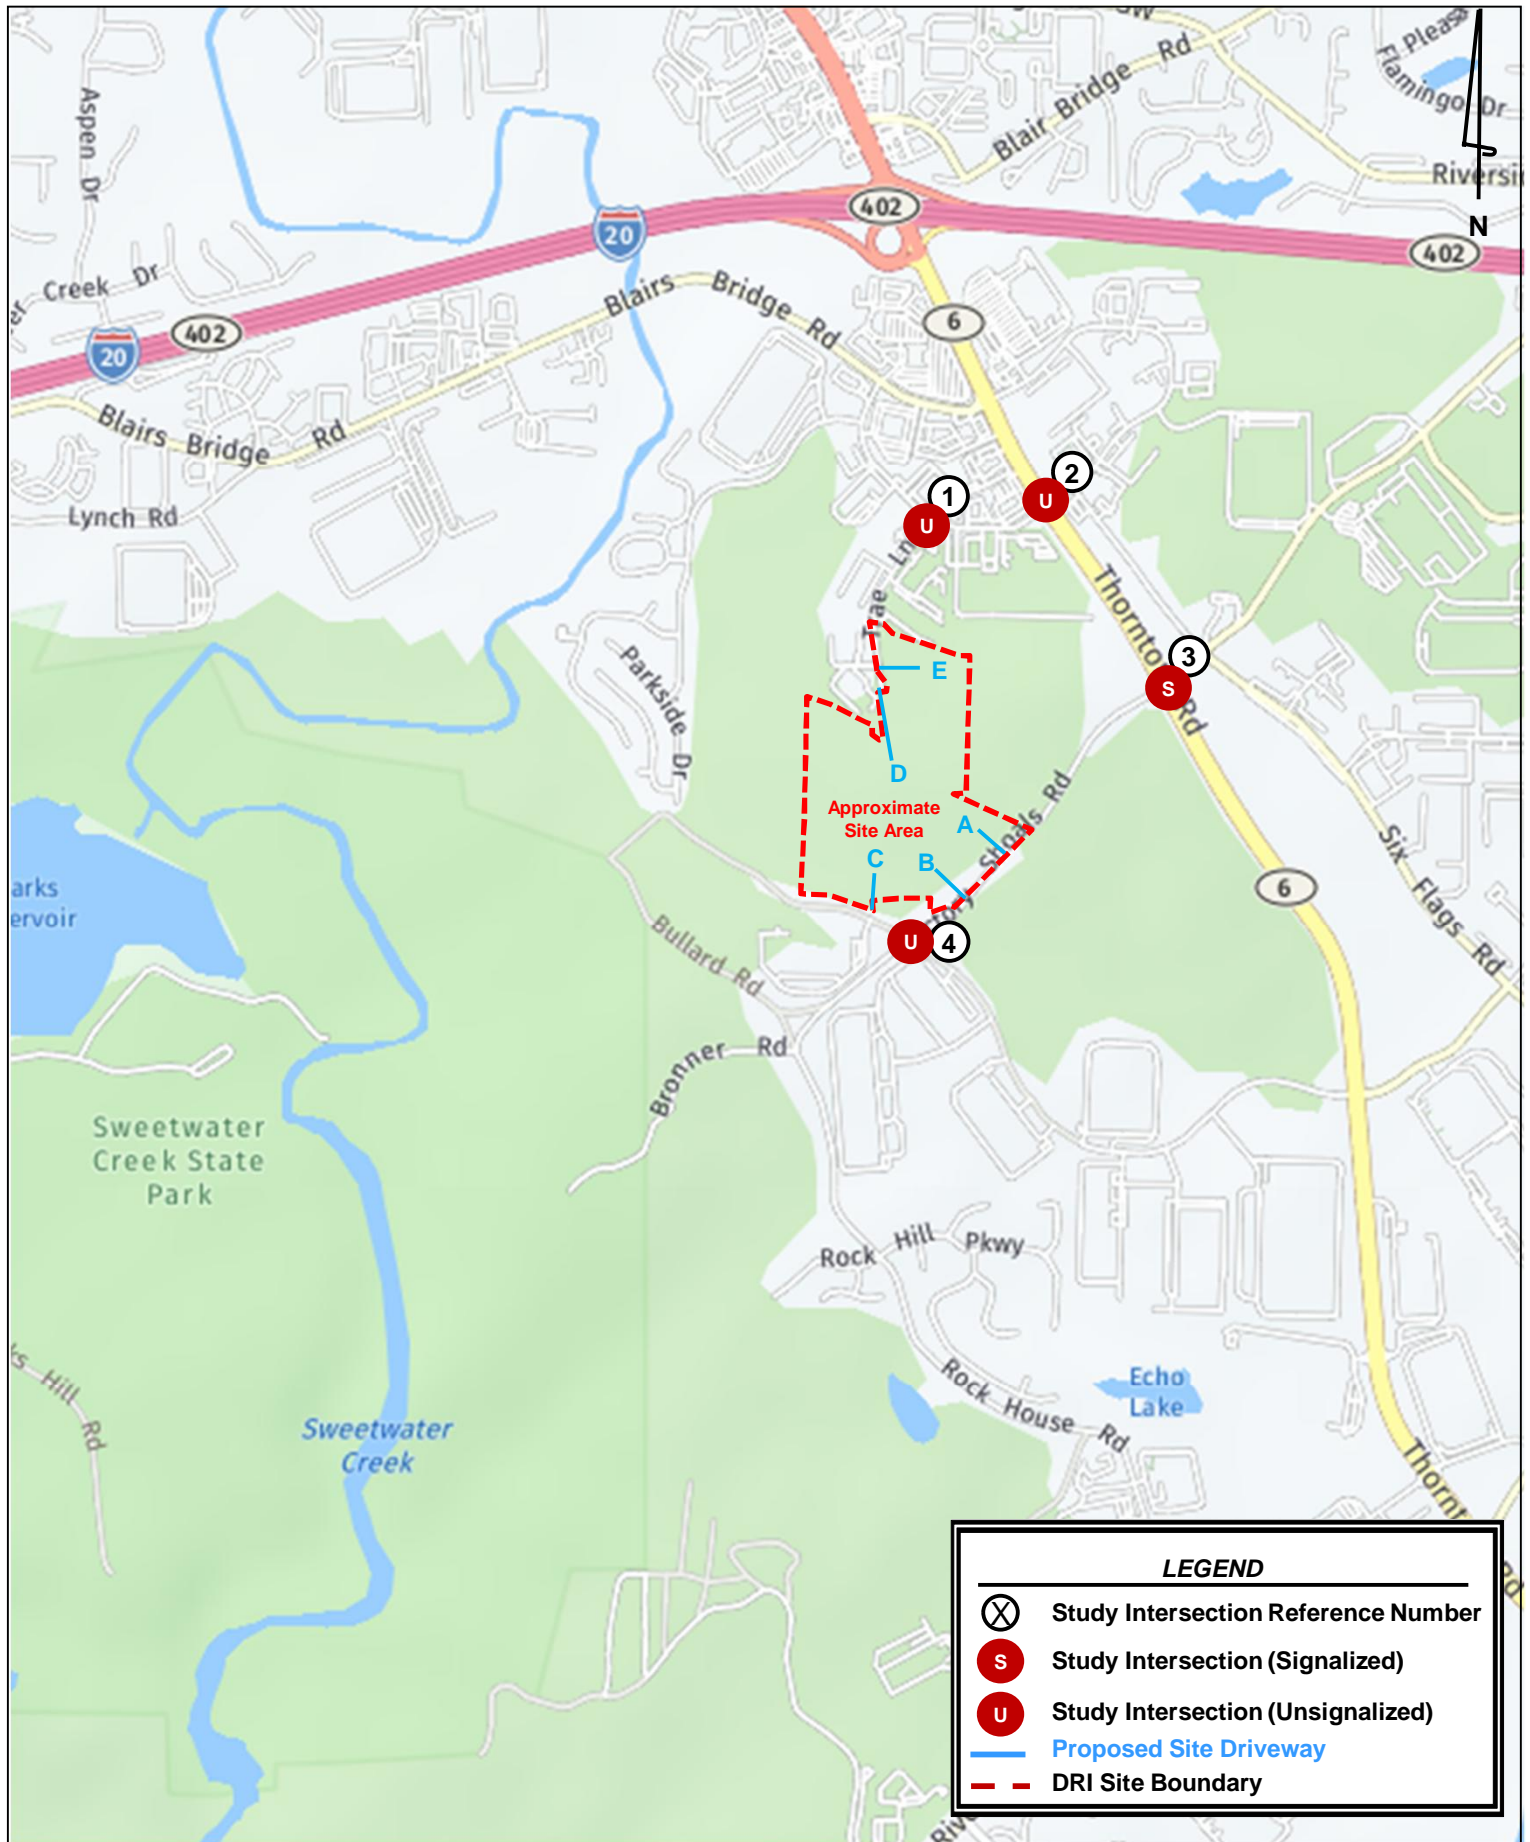 Pleas
Flamingo Dr
Blair Bridge Rd
Aspen Dr
N
402
402
20
Creek Dr
402
20
Blairs Bridge Rd
6
Blairs Bridge Rd
Lynch Rd
1
U
2
U
Trae Ln
Thornto Rd
3
S
Parkside Dr
E
D
Approximate
Site Area
A
B
C
Shoals Rd
6
Six Flags Rd
U
4
Bullard Rd
Bronner Rd
Sweetwater
Creek State
Park
Rock Hill Pkwy
Echo
Lake
Rock House Rd
Hill Rd
Sweetwater
Creek
Thornt
LEGEND
X Study Intersection Reference Number
S Study Intersection (Signalized)
U Study Intersection (Unsignalized)
Proposed Site Driveway
DRI Site Boundary